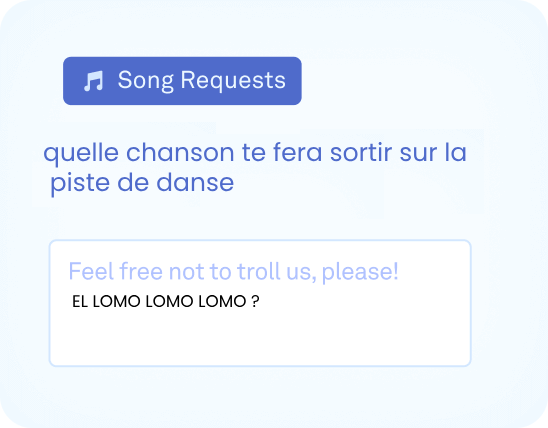 Song Requests
quelle chanson te fera sortir sur la
piste de danse
Feel free not to troll us, please!
EL LOMO LOMO LOMO ?